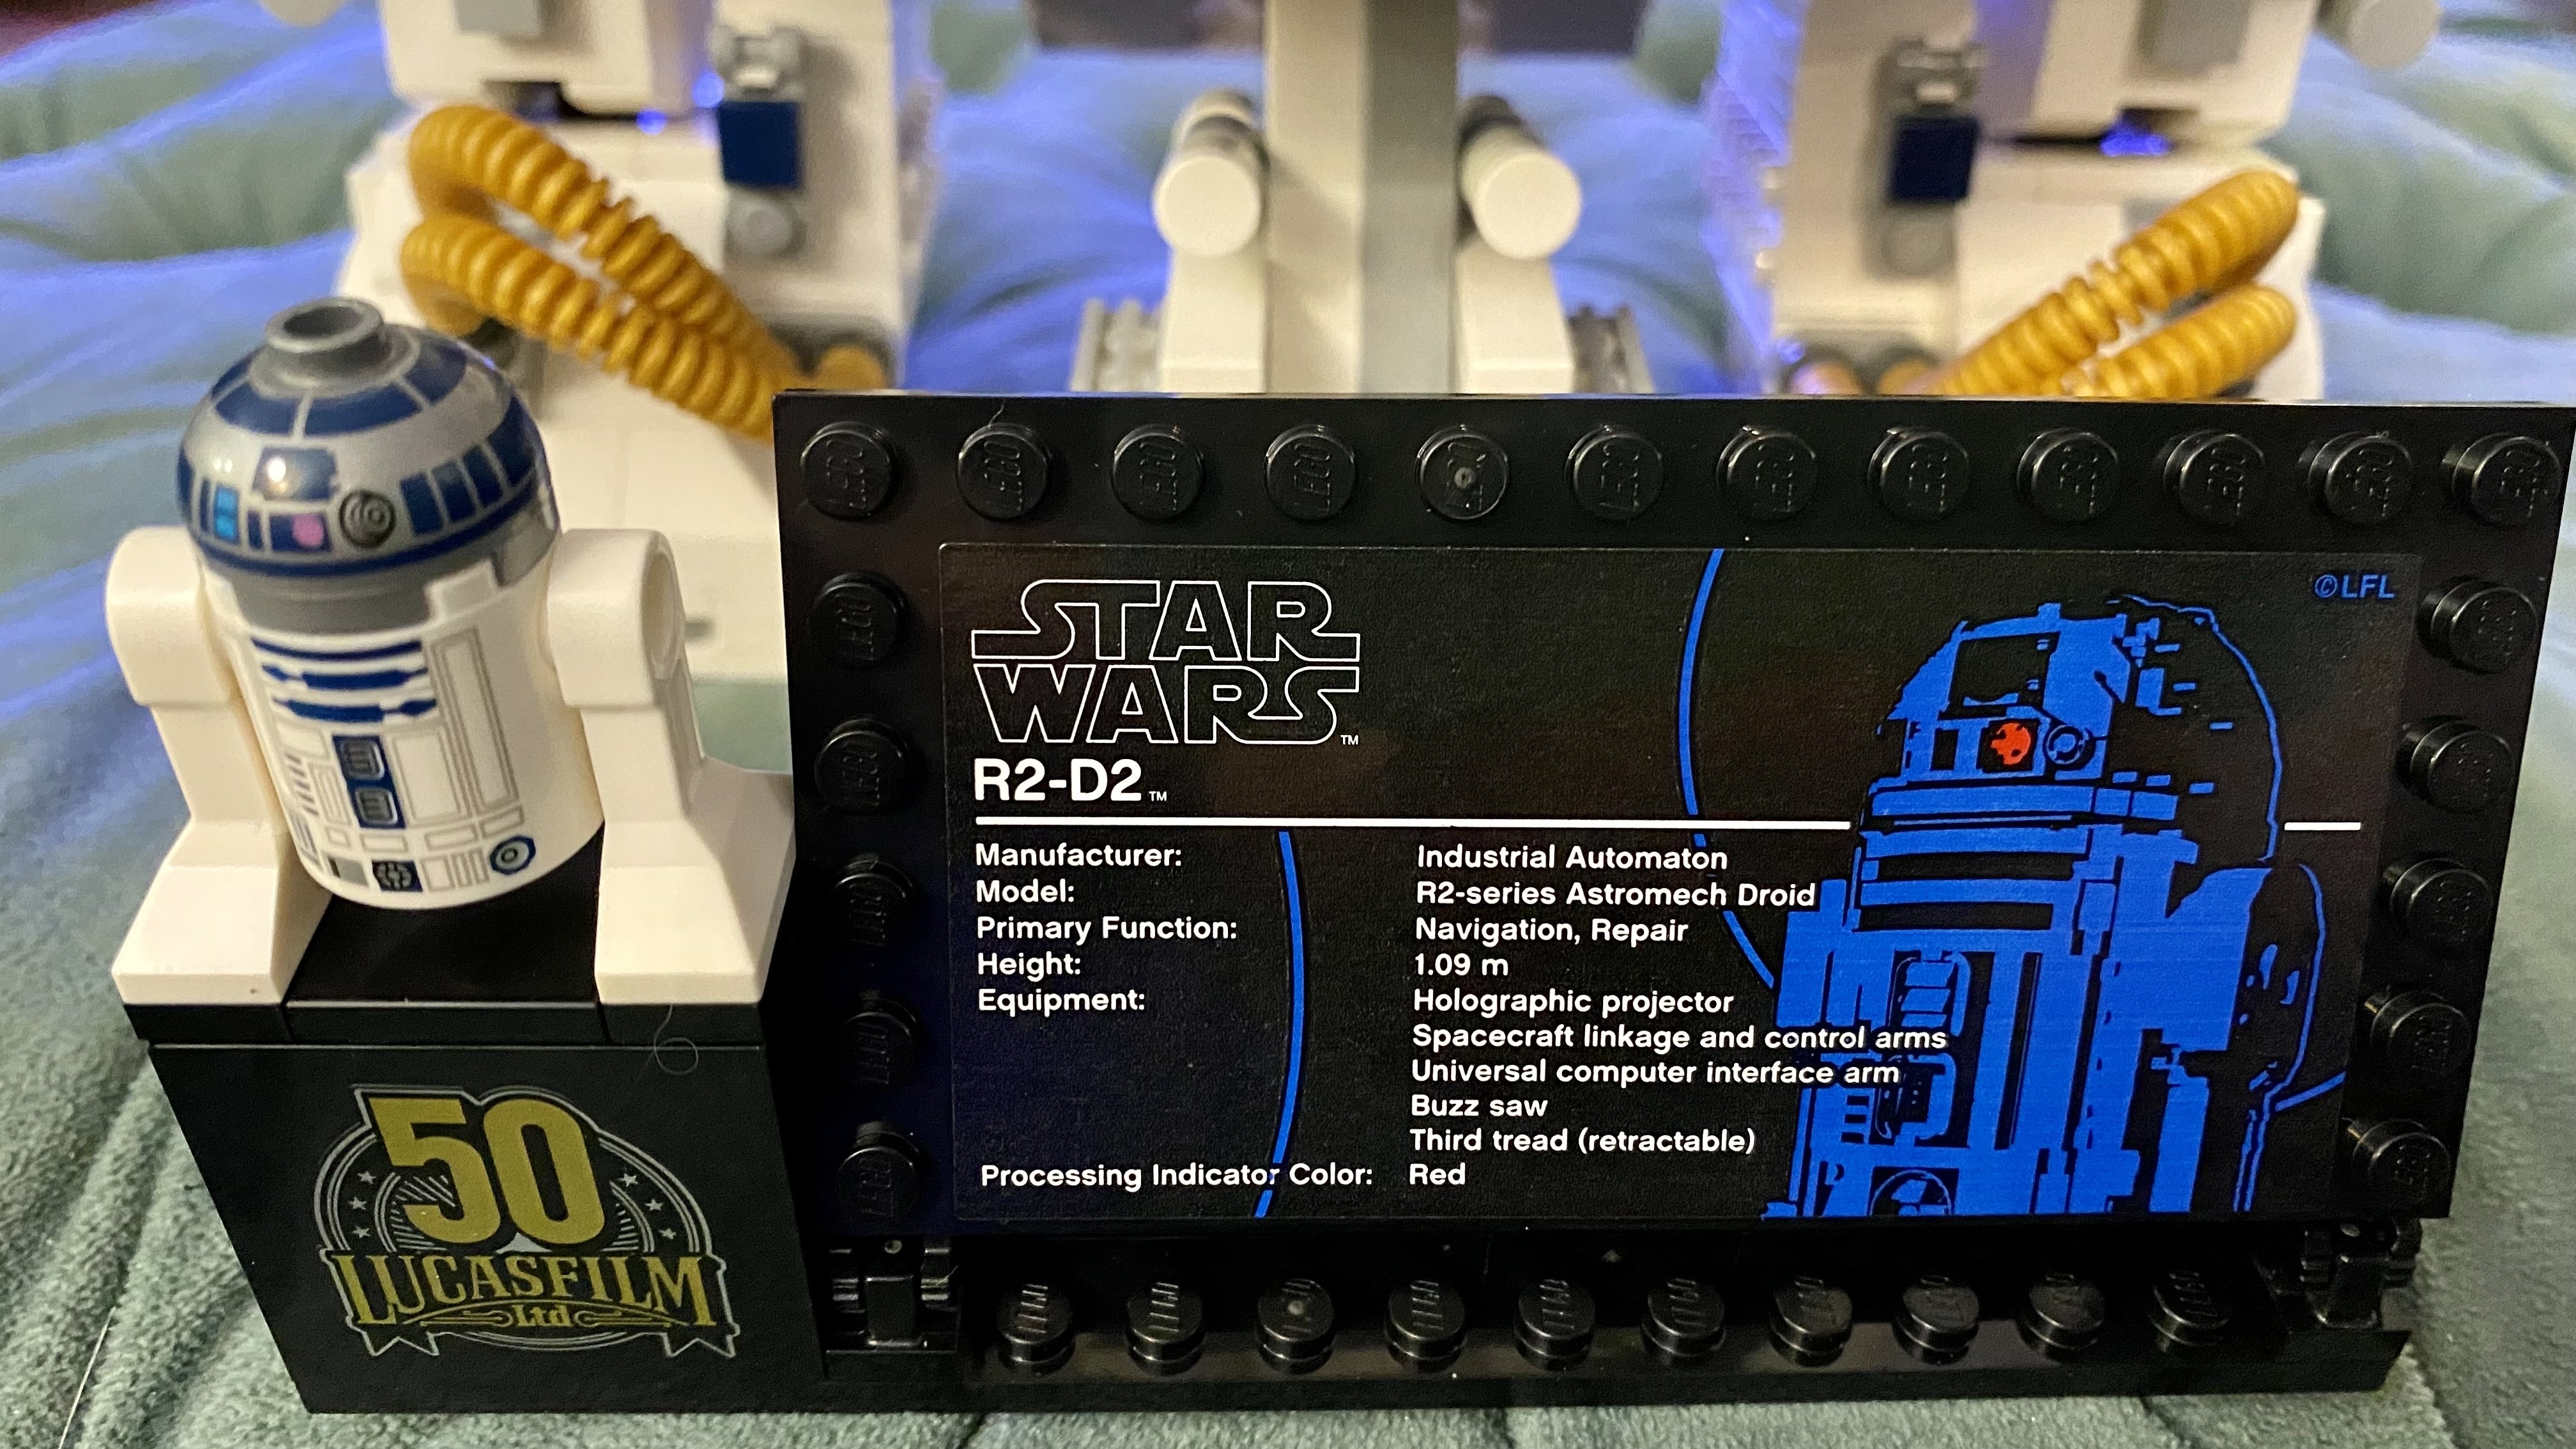 STAR
WARS™
©LFL
R2-D2™
Manufacturer: Industrial Automaton
Model: R2-series Astromech Droid
Primary Function: Navigation, Repair
Height: 1.09 m
Equipment: Holographic projector
Spacecraft linkage and control arms
Universal computer interface arm
Buzz saw
Third tread (retractable)
Processing Indicator Color: Red
50
LUCASFILM
Ltd
LEGO